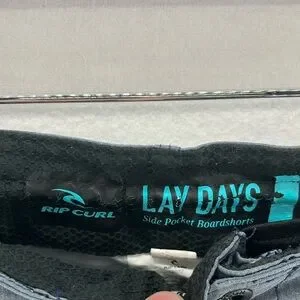 RIP CURL
LAY DAYS
Side Pocket Boardshorts